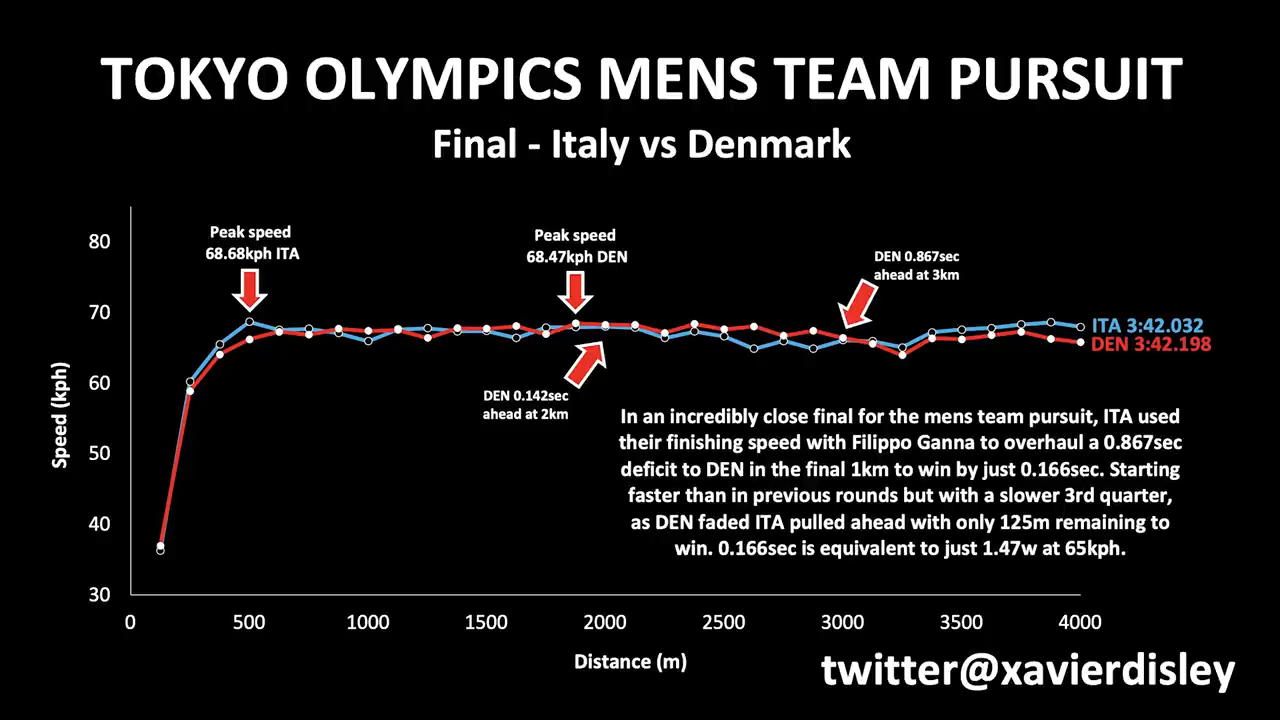 TOKYO OLYMPICS MENS TEAM PURSUIT
Final - Italy vs Denmark
Peak speed
68.68kph ITA
Peak speed
68.47kph DEN
DEN 0.867sec
ahead at 3km
DEN 0.142sec
ahead at 2km
ITA 3:42.032
DEN 3:42.198
In an incredibly close final for the mens team pursuit, ITA used
their finishing speed with Filippo Ganna to overhaul a 0.867sec
deficit to DEN in the final 1km to win by just 0.166sec. Starting
faster than in previous rounds but with a slower 3rd quarter,
as DEN faded ITA pulled ahead with only 125m remaining to
win. 0.166sec is equivalent to just 1.47w at 65kph.
Speed (kph)
80
70
60
50
40
30
0 500 1000 1500 2000 2500 3000 3500 4000
Distance (m)
twitter@xavierdisley